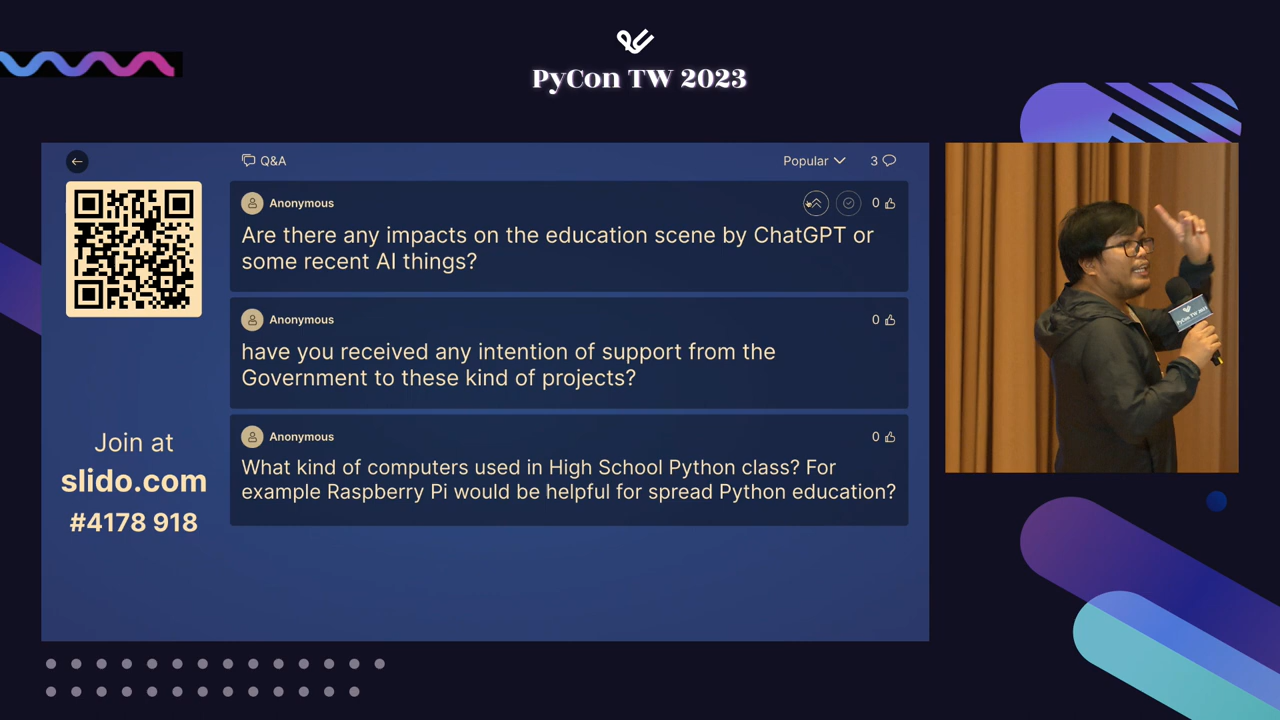 PyCon TW 2023
Q&A
Popular
3
Anonymous
0
Are there any impacts on the education scene by ChatGPT or
some recent AI things?
Anonymous
0
have you received any intention of support from the
Government to these kind of projects?
Anonymous
0
What kind of computers used in High School Python class? For
example Raspberry Pi would be helpful for spread Python education?
Join at
slido.com
#4178 918
PyCon TW 2023